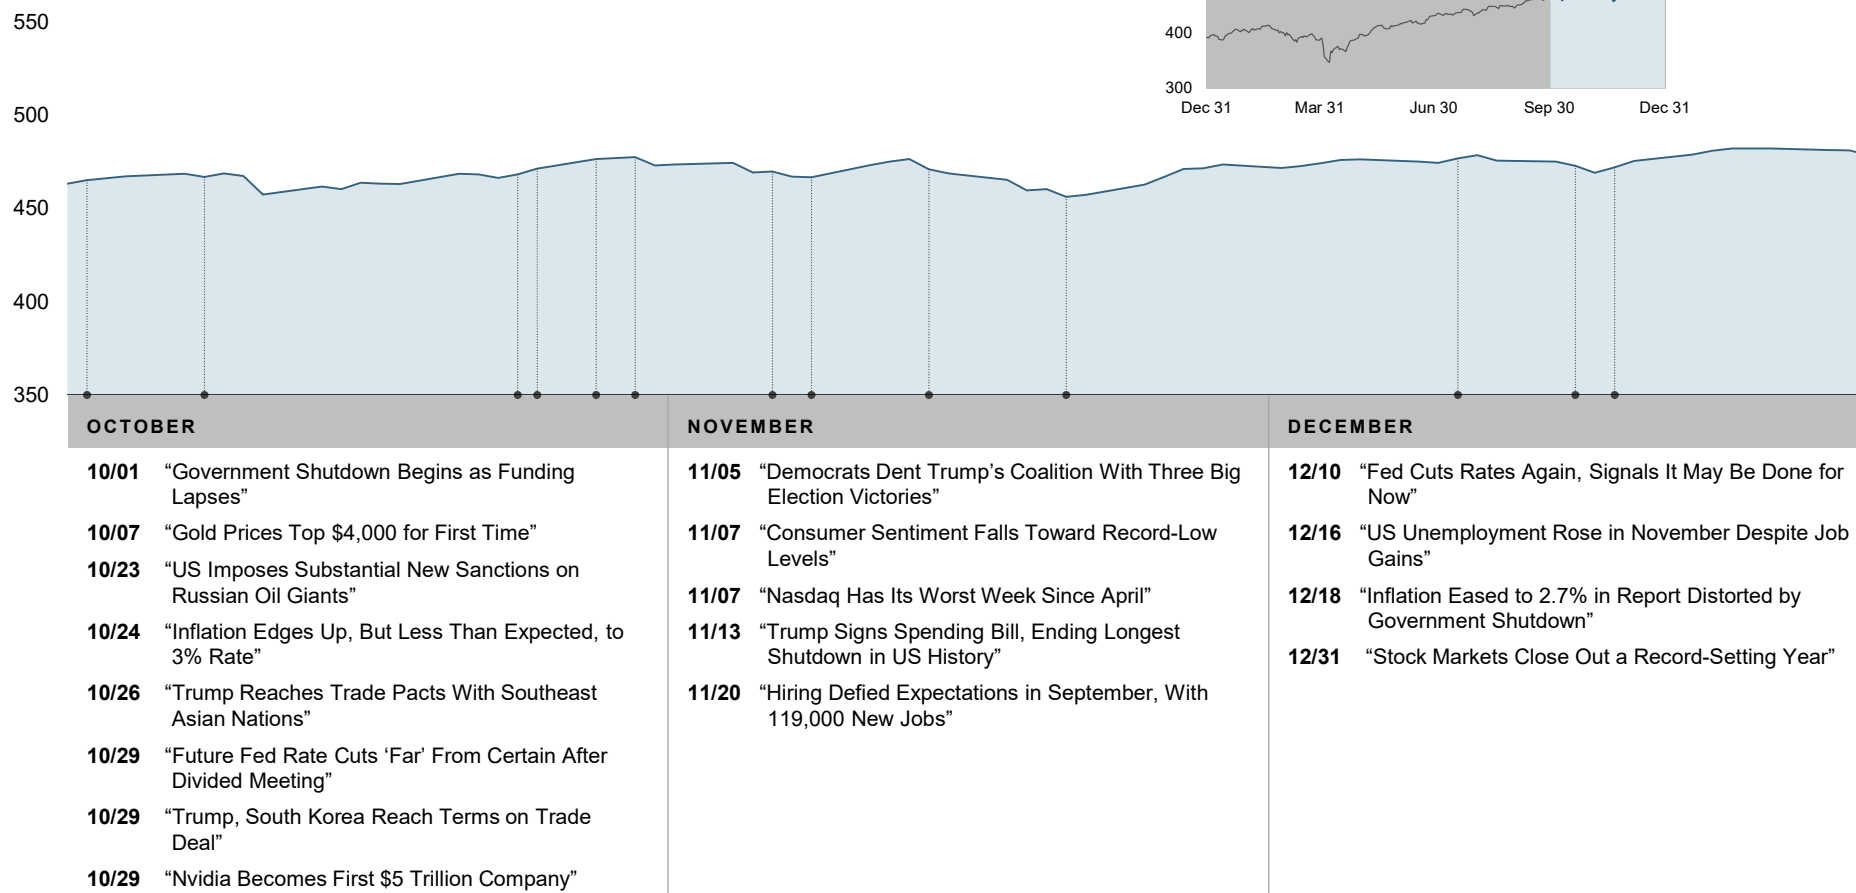 550
500
450
400
350
400
300
Dec 31
Mar 31
Jun 30
Sep 30
Dec 31
OCTOBER
10/01 “Government Shutdown Begins as Funding
Lapses”
10/07 “Gold Prices Top $4,000 for First Time”
10/23 “US Imposes Substantial New Sanctions on
Russian Oil Giants”
10/24 “Inflation Edges Up, But Less Than Expected, to
3% Rate”
10/26 “Trump Reaches Trade Pacts With Southeast
Asian Nations”
10/29 “Future Fed Rate Cuts ‘Far’ From Certain After
Divided Meeting”
10/29 “Trump, South Korea Reach Terms on Trade
Deal”
10/29 “Nvidia Becomes First $5 Trillion Company”
NOVEMBER
11/05 “Democrats Dent Trump’s Coalition With Three Big
Election Victories”
11/07 “Consumer Sentiment Falls Toward Record-Low
Levels”
11/07 “Nasdaq Has Its Worst Week Since April”
11/13 “Trump Signs Spending Bill, Ending Longest
Shutdown in US History”
11/20 “Hiring Defied Expectations in September, With
119,000 New Jobs”
DECEMBER
12/10 “Fed Cuts Rates Again, Signals It May Be Done for
Now”
12/16 “US Unemployment Rose in November Despite Job
Gains”
12/18 “Inflation Eased to 2.7% in Report Distorted by
Government Shutdown”
12/31 “Stock Markets Close Out a Record-Setting Year”